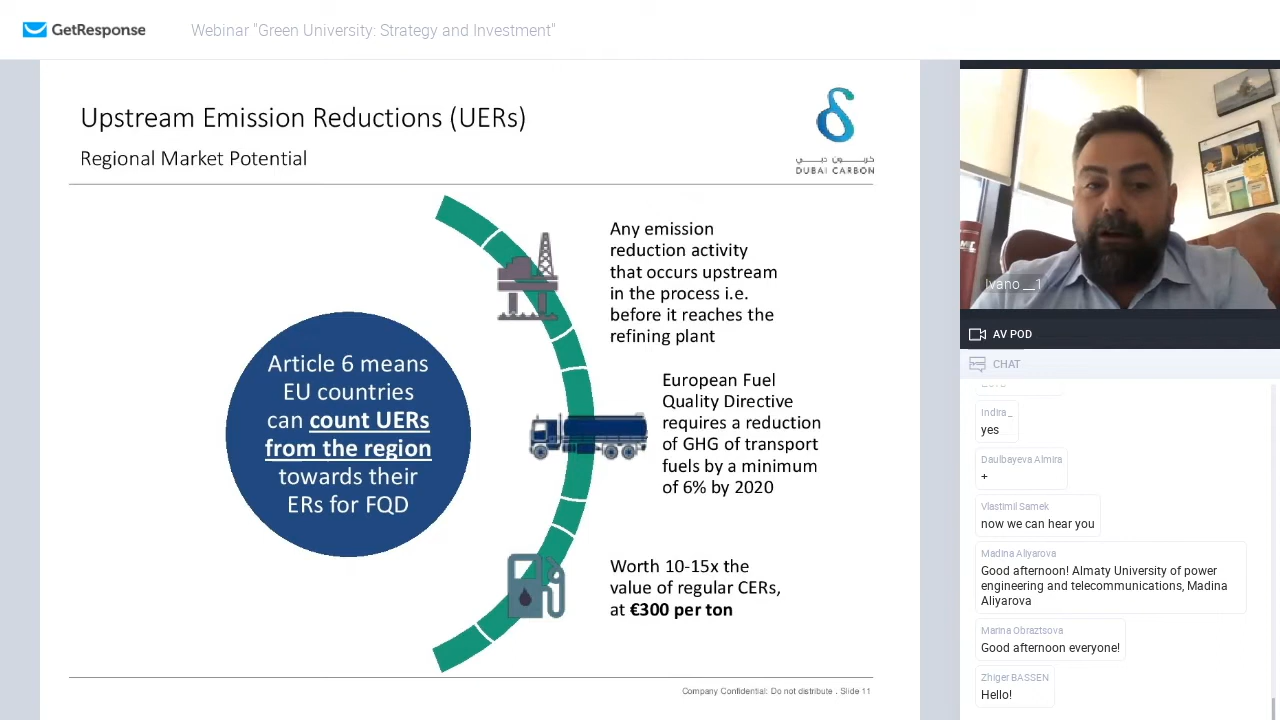 GetResponse
Webinar "Green University: Strategy and Investment"
Upstream Emission Reductions (UERs)
Regional Market Potential
كربـــون دبـــي
DUBAI CARBON
Article 6 means
EU countries
can count UERs
from the region
towards their
ERs for FQD
Any emission
reduction activity
that occurs upstream
in the process i.e.
before it reaches the
refining plant
European Fuel
Quality Directive
requires a reduction
of GHG of transport
fuels by a minimum
of 6% by 2020
Worth 10-15x the
value of regular CERs,
at €300 per ton
Company Confidential: Do not distribute . Slide 11
Ivano __1
AV POD
CHAT
Indira _
yes
Daulbayeva Almira
+
Vlastimil Samek
now we can hear you
Madina Aliyarova
Good afternoon! Almaty University of power
engineering and telecommunications, Madina
Aliyarova
Marina Obraztsova
Good afternoon everyone!
Zhiger BASSEN
Hello!